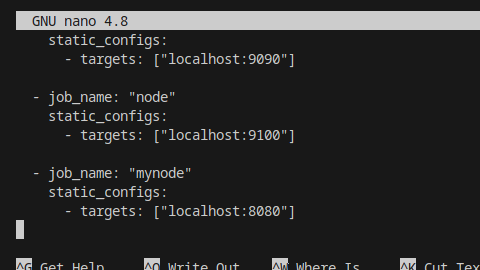 GNU nano 4.8
static_configs:
- targets: ["localhost:9090"]
- job_name: "node"
static_configs:
- targets: ["localhost:9100"]
- job_name: "mynode"
static_configs:
- targets: ["localhost:8080"]
^G Get Help ^O Write Out ^W Where Is ^K Cut Tex